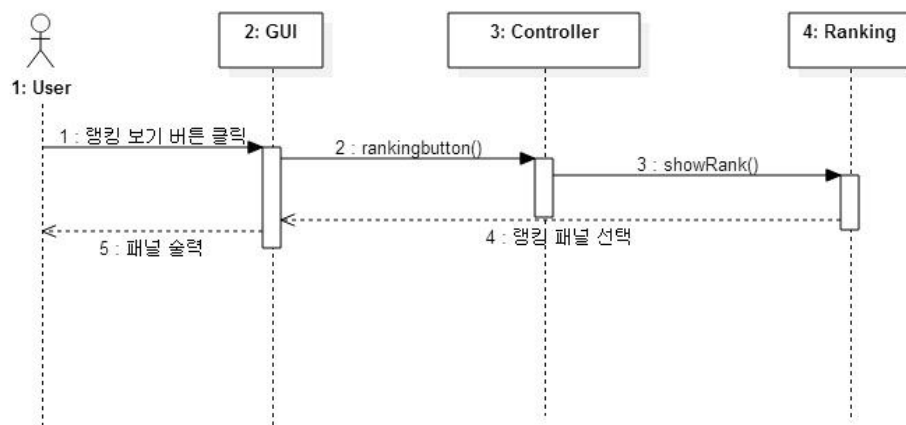 2: GUI
3: Controller
4: Ranking
1: User
1 : 랭킹 보기 버튼 클릭
2 : rankingbutton()
3 : showRank()
4 : 랭킹 패널 선택
5 : 패널 술력